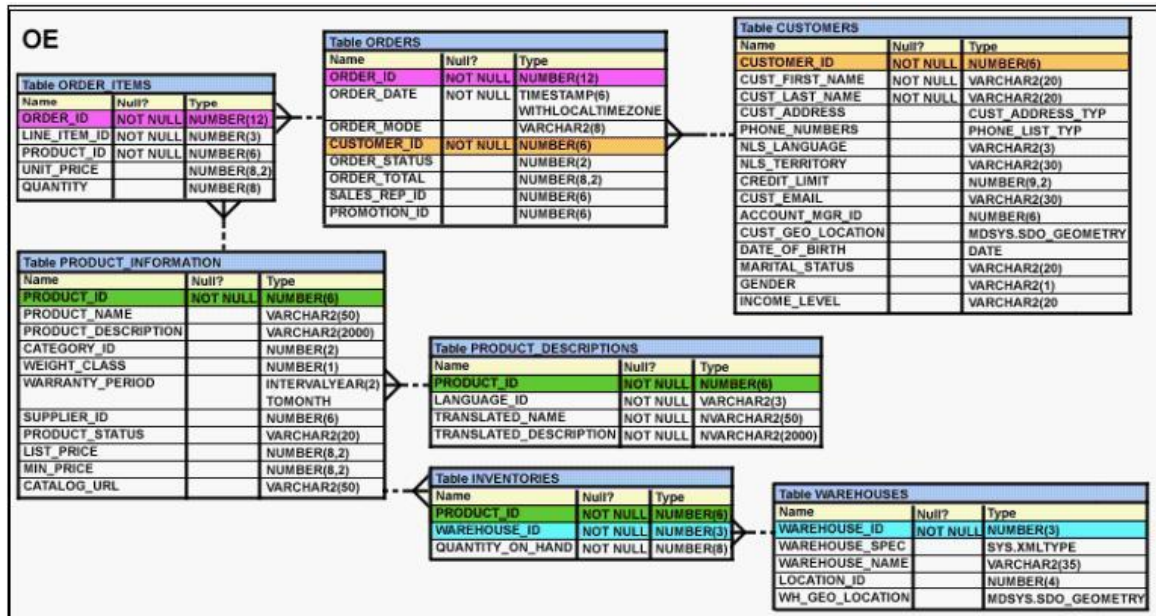 OE
Table ORDER_ITEMS
Name Null? Type
ORDER_ID NOT NULL NUMBER(12)
LINE_ITEM_ID NOT NULL NUMBER(3)
PRODUCT_ID NOT NULL NUMBER(6)
UNIT_PRICE NUMBER(8,2)
QUANTITY NUMBER(8)
Table ORDERS
Name Null? Type
ORDER_ID NOT NULL NUMBER(12)
ORDER_DATE NOT NULL TIMESTAMP(6)
WITHLOCALTIMEZONE
ORDER_MODE VARCHAR2(8)
CUSTOMER_ID NOT NULL NUMBER(6)
ORDER_STATUS NUMBER(2)
ORDER_TOTAL NUMBER(8,2)
SALES_REP_ID NUMBER(6)
PROMOTION_ID NUMBER(6)
Table CUSTOMERS
Name Null? Type
CUSTOMER_ID NOT NULL NUMBER(6)
CUST_FIRST_NAME NOT NULL VARCHAR2(20)
CUST_LAST_NAME NOT NULL VARCHAR2(20)
CUST_ADDRESS CUST_ADDRESS_TYP
PHONE_NUMBERS PHONE_LIST_TYP
NLS_LANGUAGE VARCHAR2(3)
NLS_TERRITORY VARCHAR2(30)
CREDIT_LIMIT NUMBER(9,2)
CUST_EMAIL VARCHAR2(30)
ACCOUNT_MGR_ID NUMBER(6)
CUST_GEO_LOCATION MDSYS.SDO_GEOMETRY
DATE_OF_BIRTH DATE
MARITAL_STATUS VARCHAR2(20)
GENDER VARCHAR2(1)
INCOME_LEVEL VARCHAR2(20
Table PRODUCT_INFORMATION
Name Null? Type
PRODUCT_ID NOT NULL NUMBER(6)
PRODUCT_NAME VARCHAR2(50)
PRODUCT_DESCRIPTION VARCHAR2(2000)
CATEGORY_ID NUMBER(2)
WEIGHT_CLASS NUMBER(1)
WARRANTY_PERIOD INTERVALYEAR(2)
TOMONTH
SUPPLIER_ID NUMBER(6)
PRODUCT_STATUS VARCHAR2(20)
LIST_PRICE NUMBER(8,2)
MIN_PRICE NUMBER(8,2)
CATALOG_URL VARCHAR2(50)
Table PRODUCT_DESCRIPTIONS
Name Null? Type
PRODUCT_ID NOT NULL NUMBER(6)
LANGUAGE_ID NOT NULL VARCHAR2(3)
TRANSLATED_NAME NOT NULL NVARCHAR2(50)
TRANSLATED_DESCRIPTION NOT NULL NVARCHAR2(2000)
Table INVENTORIES
Name Null? Type
PRODUCT_ID NOT NULL NUMBER(6)
WAREHOUSE_ID NOT NULL NUMBER(3)
QUANTITY_ON_HAND NOT NULL NUMBER(8)
Table WAREHOUSES
Name Null? Type
WAREHOUSE_ID NOT NULL NUMBER(3)
WAREHOUSE_SPEC SYS.XMLTYPE
WAREHOUSE_NAME VARCHAR2(35)
LOCATION_ID NUMBER(4)
WH_GEO_LOCATION MDSYS.SDO_GEOMETRY